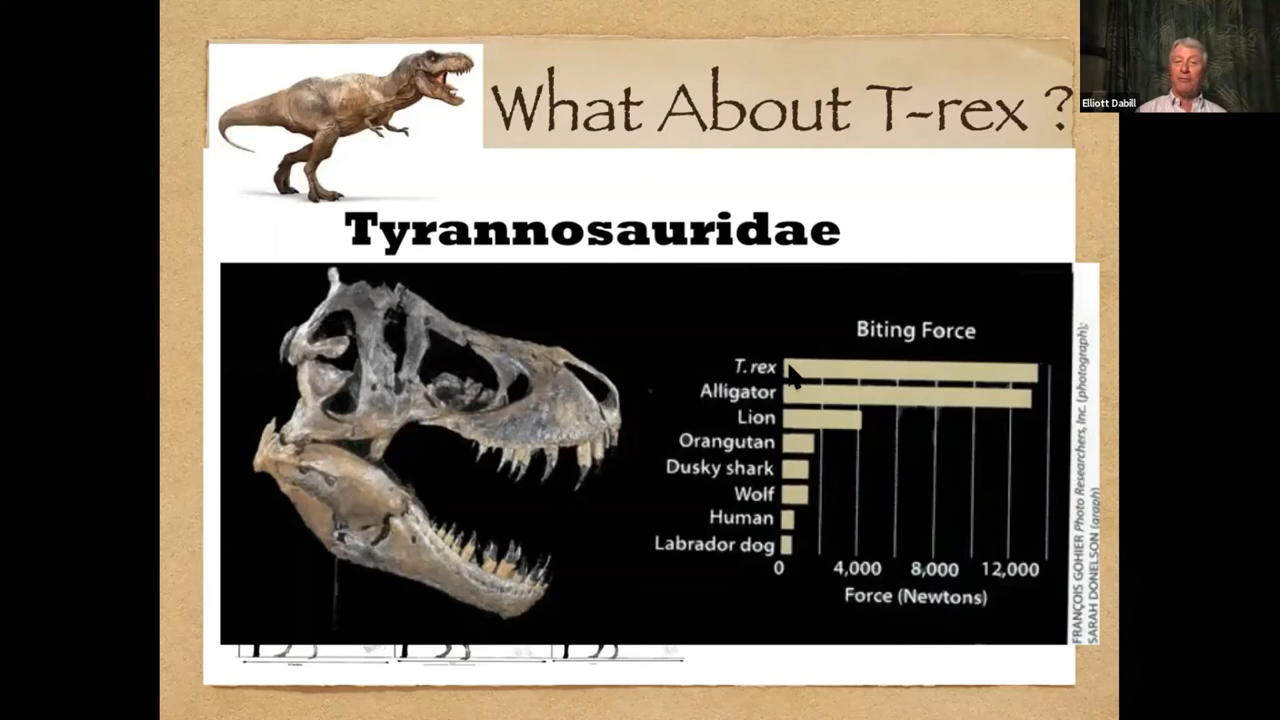 What About T-rex ?
Elliott Dabill
Tyrannosauridae
Biting Force
T. rex
Alligator
Lion
Orangutan
Dusky shark
Wolf
Human
Labrador dog
0 4,000 8,000 12,000
Force (Newtons)
FRANÇOIS GOHIER Photo Researchers, Inc. (photograph);
SARAH DONELSON (graph)